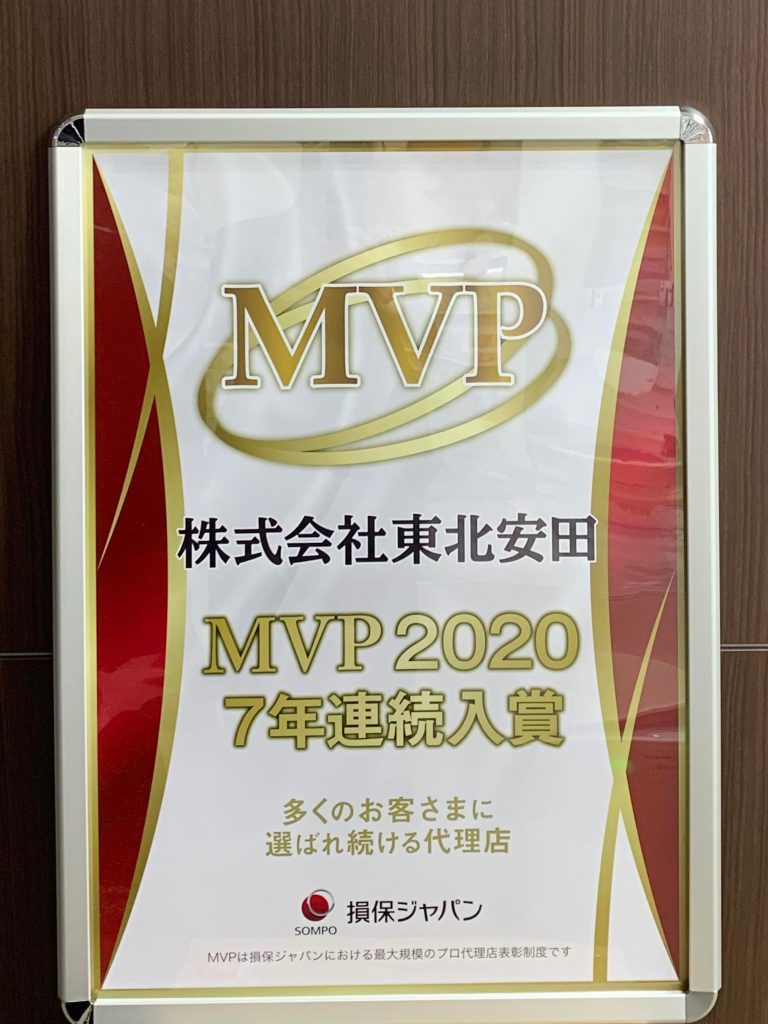 MVP
株式会社東北安田
MVP 2020
7年連続入賞
多くのお客さまに
選ばれ続ける代理店
SOMPO 損保ジャパン
MVPは損保ジャパンにおける最大規模のプロ代理店表彰制度です